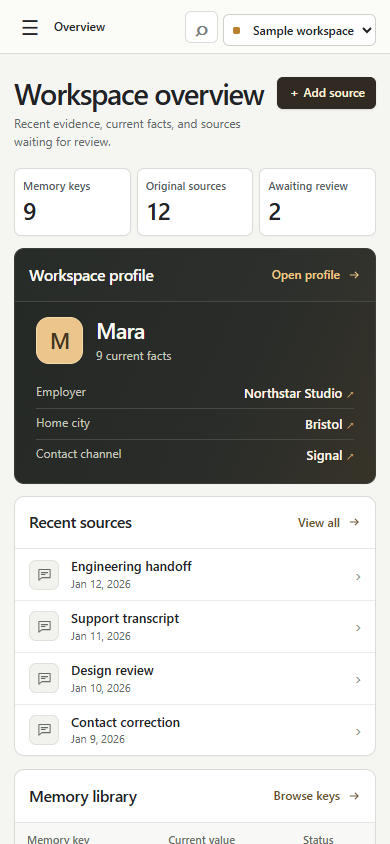 ☰ Overview
Sample workspace
Workspace overview
+ Add source
Recent evidence, current facts, and sources
waiting for review.
Memory keys
9
Original sources
12
Awaiting review
2
Workspace profile
Open profile →
M
Mara
9 current facts
Employer
Northstar Studio ↗
Home city
Bristol ↗
Contact channel
Signal ↗
Recent sources
View all →
Engineering handoff
Jan 12, 2026
Support transcript
Jan 11, 2026
Design review
Jan 10, 2026
Contact correction
Jan 9, 2026
Memory library
Browse keys →
Memory key
Current value
Status